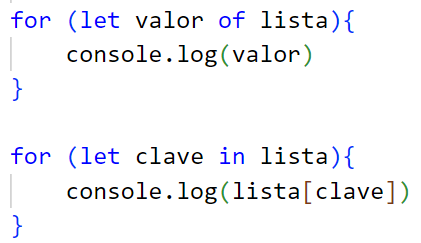 for (let valor of lista){
    console.log(valor)
}

for (let clave in lista){
    console.log(lista[clave])
}